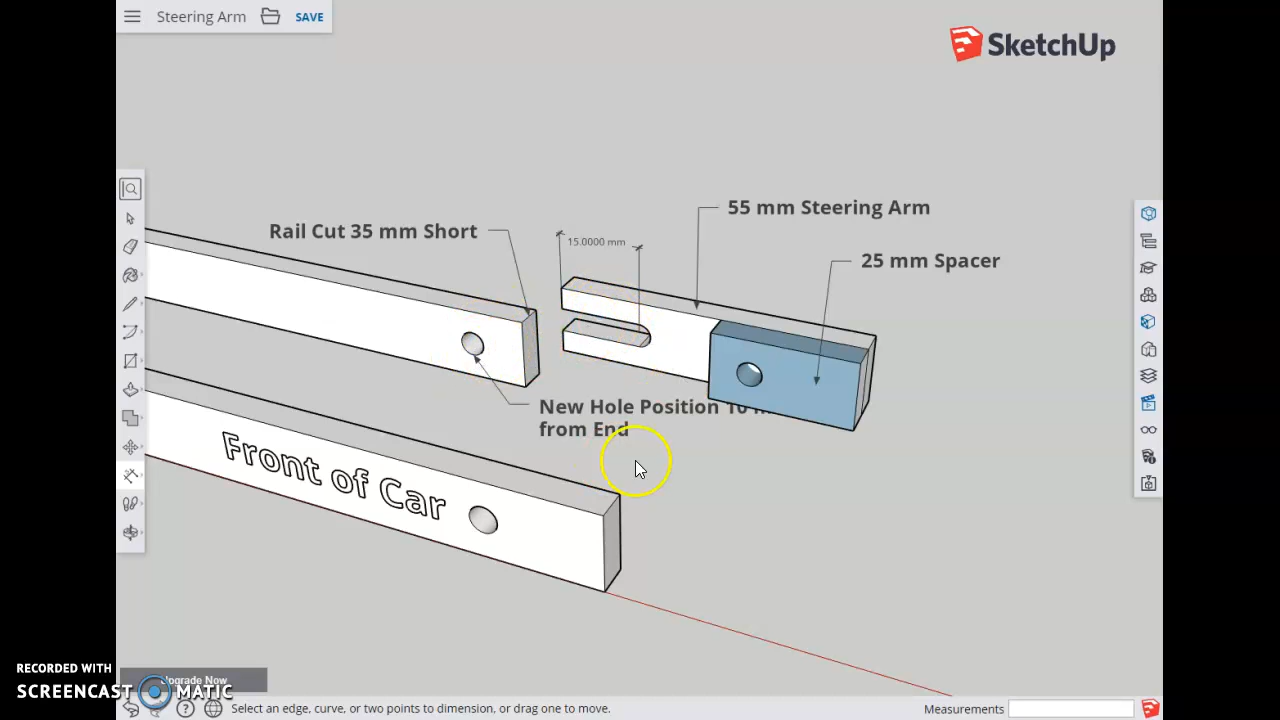 Steering Arm
SAVE
SketchUp
55 mm Steering Arm
Rail Cut 35 mm Short
15.0000 mm
25 mm Spacer
New Hole Position
from End
Front of Car
RECORDED WITH
Upgrade Now
SCREENCAST MATIC
Select an edge, curve, or two points to dimension, or drag one to move.
Measurements